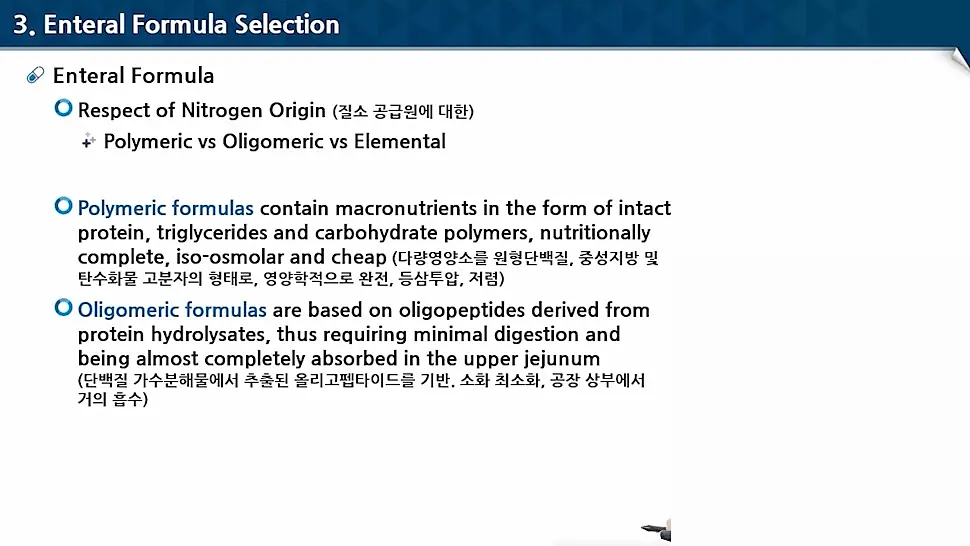 3. Enteral Formula Selection
Enteral Formula
Respect of Nitrogen Origin (질소 공급원에 대한)
Polymeric vs Oligomeric vs Elemental
Polymeric formulas contain macronutrients in the form of intact
protein, triglycerides and carbohydrate polymers, nutritionally
complete, iso-osmolar and cheap (다량영양소를 원형단백질, 중성지방 및
탄수화물 고분자의 형태로, 영양학적으로 완전, 등삼투압, 저렴)
Oligomeric formulas are based on oligopeptides derived from
protein hydrolysates, thus requiring minimal digestion and
being almost completely absorbed in the upper jejunum
(단백질 가수분해물에서 추출된 올리고펩타이드를 기반. 소화 최소화, 공장 상부에서
거의 흡수)